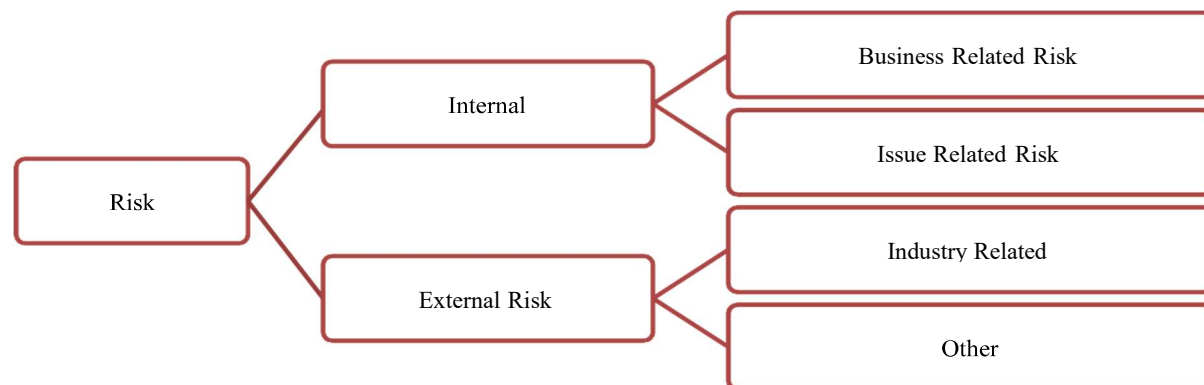 Risk
Internal
External Risk
Business Related Risk
Issue Related Risk
Industry Related
Other